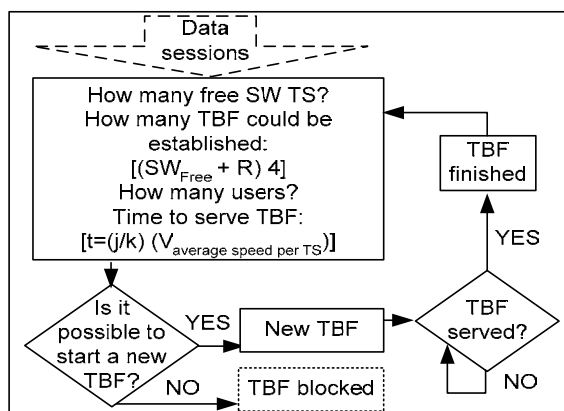 Data
sessions
How many free SW TS?
How many TBF could be
established:
[(SW_Free + R) 4]
How many users?
Time to serve TBF:
[t=(j/k) (V_average speed per TS)]
TBF
finished
YES
Is it
possible to
start a new
TBF?
YES
New TBF
TBF
served?
NO
NO
TBF blocked